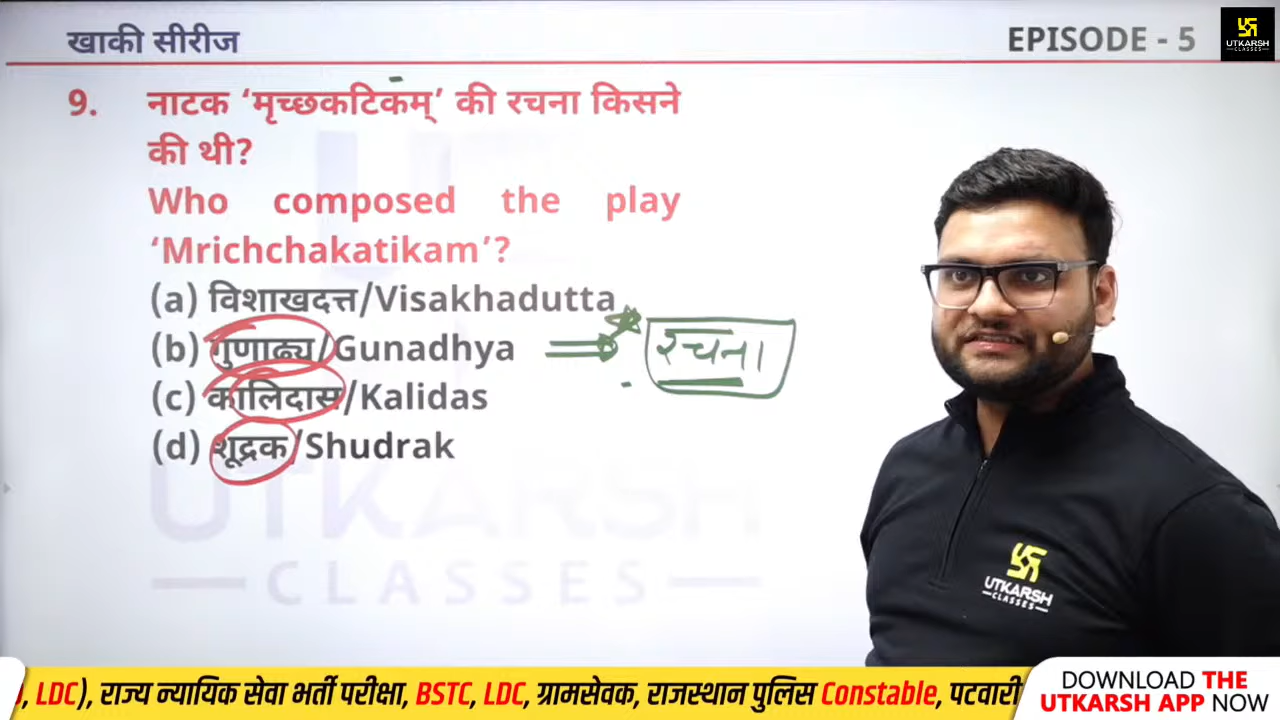 खाकी सीरीज
EPISODE - 5
UTKARSH
CLASSES
9. नाटक ‘मृच्छकटिकम्’ की रचना किसने
की थी?
Who composed the play
‘Mrichchakatikam’?
(a) विशाखदत्त/Visakhadutta
(b) गुणाढ्य/Gunadhya
रचना
(c) कालिदास/Kalidas
(d) शूद्रक/Shudrak
UTKARSH
CLASSES
UTKARSH
CLASSES
, LDC), राज्य न्यायिक सेवा भर्ती परीक्षा, BSTC, LDC, ग्रामसेवक, राजस्थान पुलिस Constable, पटवारी
DOWNLOAD THE
UTKARSH APP NOW